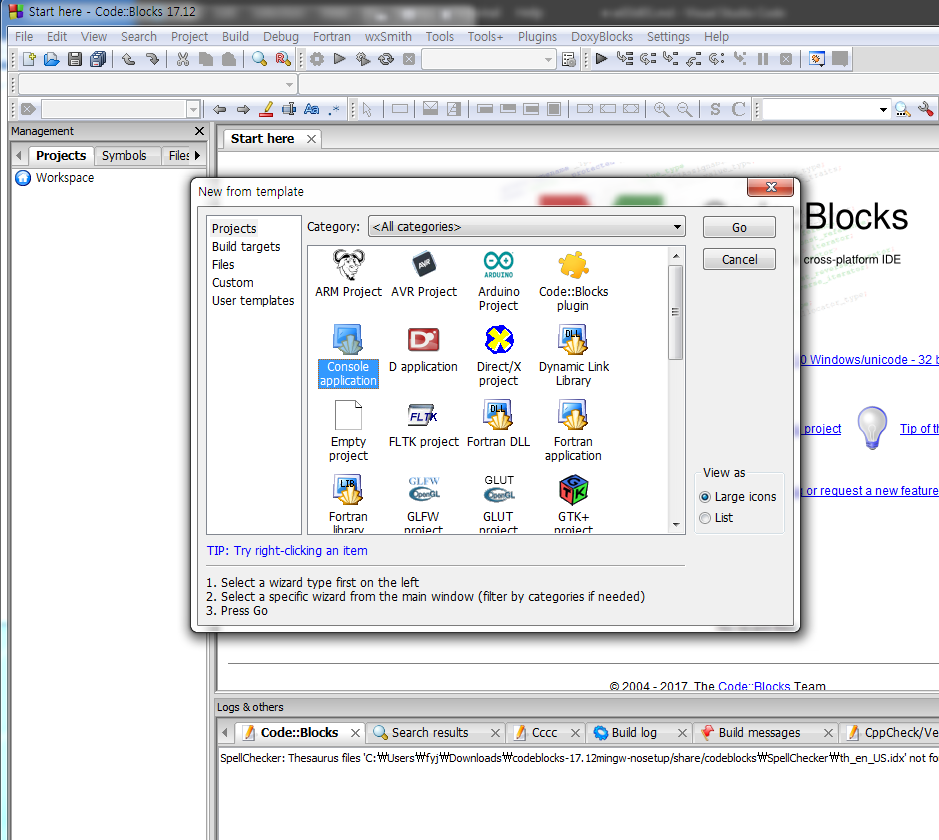 Start here - Code::Blocks 17.12
File Edit View Search Project Build Debug Fortran wxSmith Tools Tools+ Plugins DoxyBlocks Settings Help
Management
Start here
Projects Symbols Files
Workspace
Blocks
cross-platform IDE
0 Windows/unicode - 32 b
project
Tip of th
or request a new feature
New from template
Projects
Build targets
Files
Custom
User templates
Category: <All categories>
Go
Cancel
ARM Project
AVR Project
Arduino
Project
Code::Blocks
plugin
Console
application
D application
Direct/X
project
Dynamic Link
Library
Empty
project
FLTK project
Fortran DLL
Fortran
application
Fortran
library
GLFW
project
GLUT
project
GTK+
project
View as
Large icons
List
TIP: Try right-clicking an item
1. Select a wizard type first on the left
2. Select a specific wizard from the main window (filter by categories if needed)
3. Press Go
© 2004 - 2017, The Code::Blocks Team.
Logs & others
Code::Blocks Search results Cccc Build log Build messages CppCheck/Ve
SpellChecker: Thesaurus files 'C:₩Users₩fyj₩Downloads₩codeblocks-17.12mingw-nosetup/share/codeblocks₩SpellChecker₩th_en_US.idx' not fo